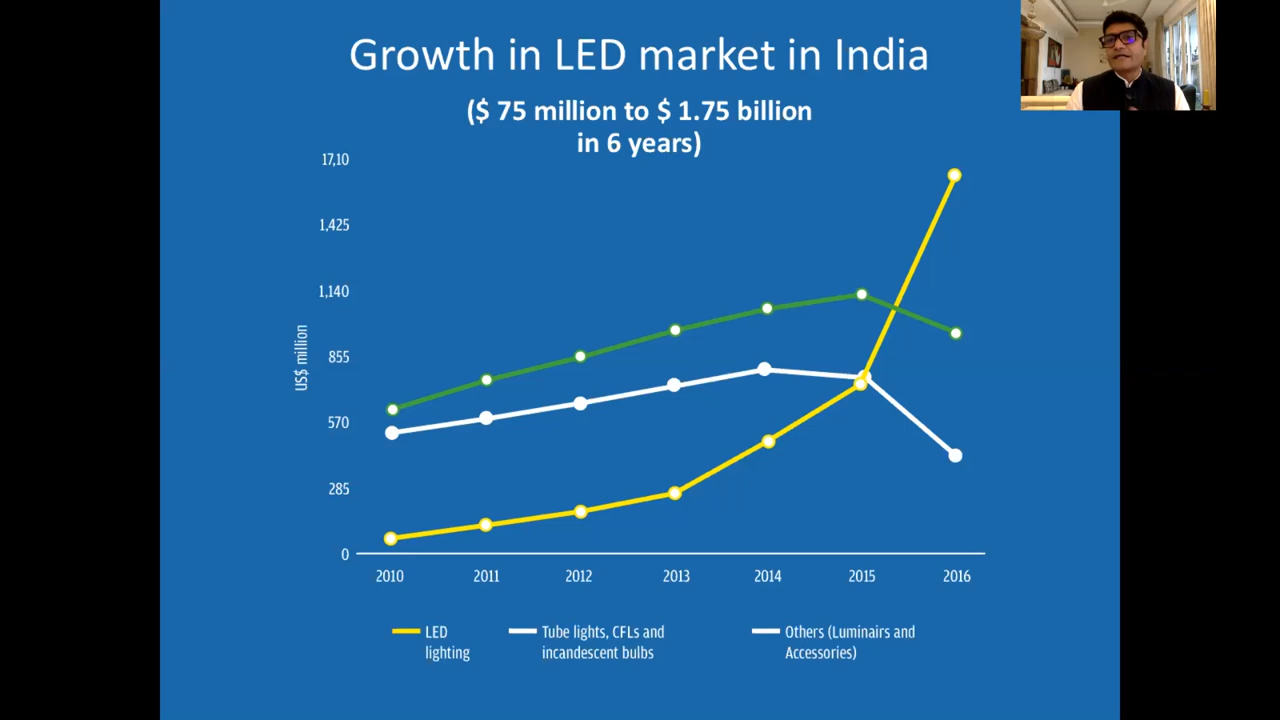 Growth in LED market in India
($ 75 million to $ 1.75 billion
in 6 years)
17,10
1,425
1,140
855
570
285
0
US$ million
2010 2011 2012 2013 2014 2015 2016
LED
lighting
Tube lights, CFLs and
incandescent bulbs
Others (Luminairs and
Accessories)